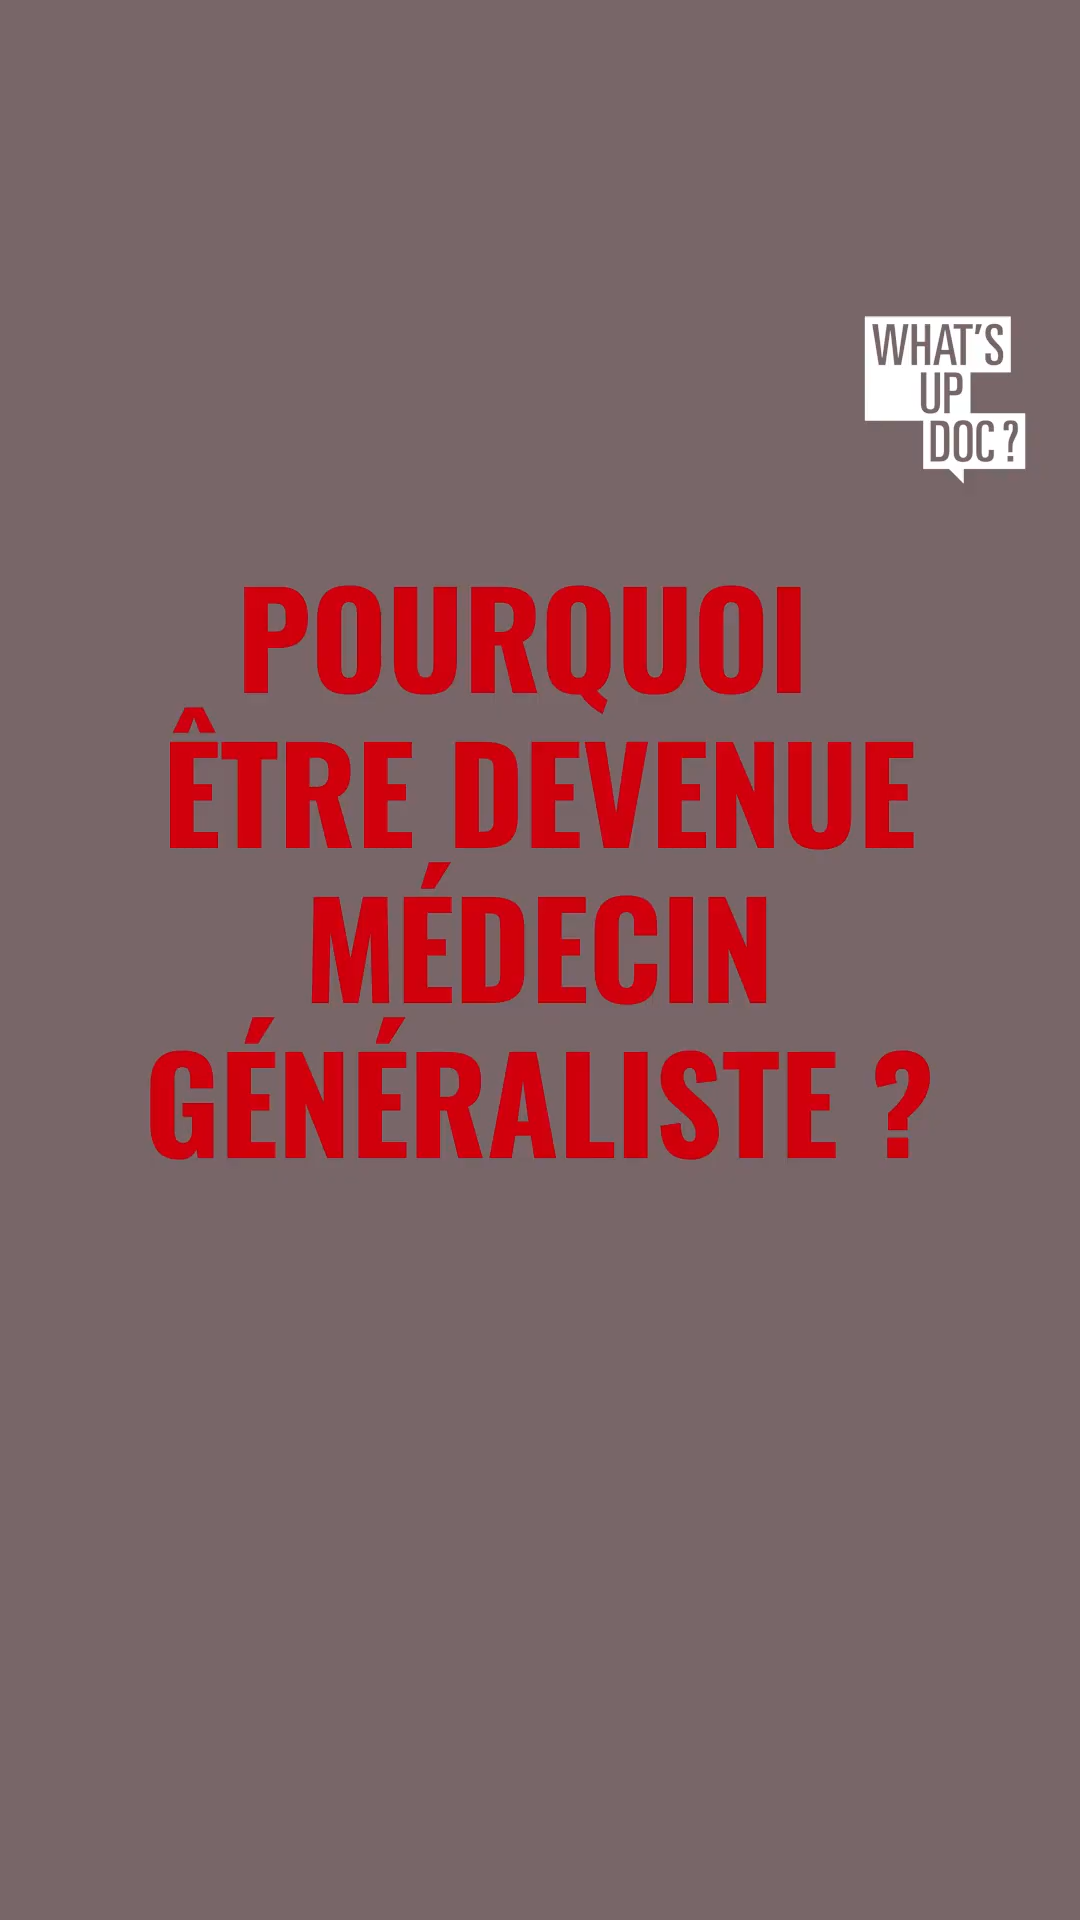 WHAT'S
UP
DOC ?
POURQUOI
ÊTRE DEVENUE
MÉDECIN
GÉNÉRALISTE ?